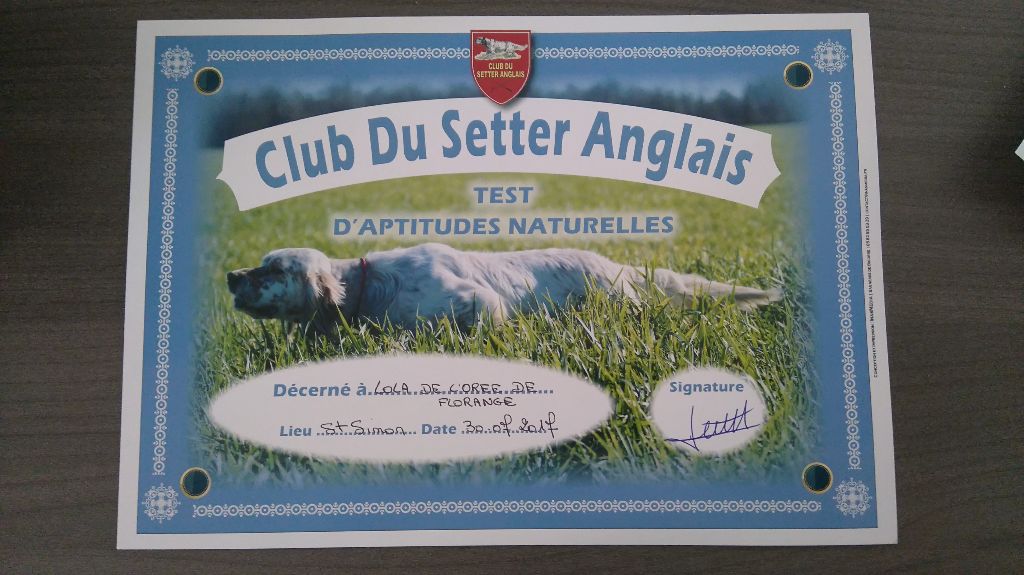 CLUB DU
SETTER ANGLAIS
Club Du Setter Anglais
TEST
D'APTITUDES NATURELLES
Décerné à LOLA DE L'OREE DE
FLORANGE
Signature
Lieu St Simon Date 30.07.2017